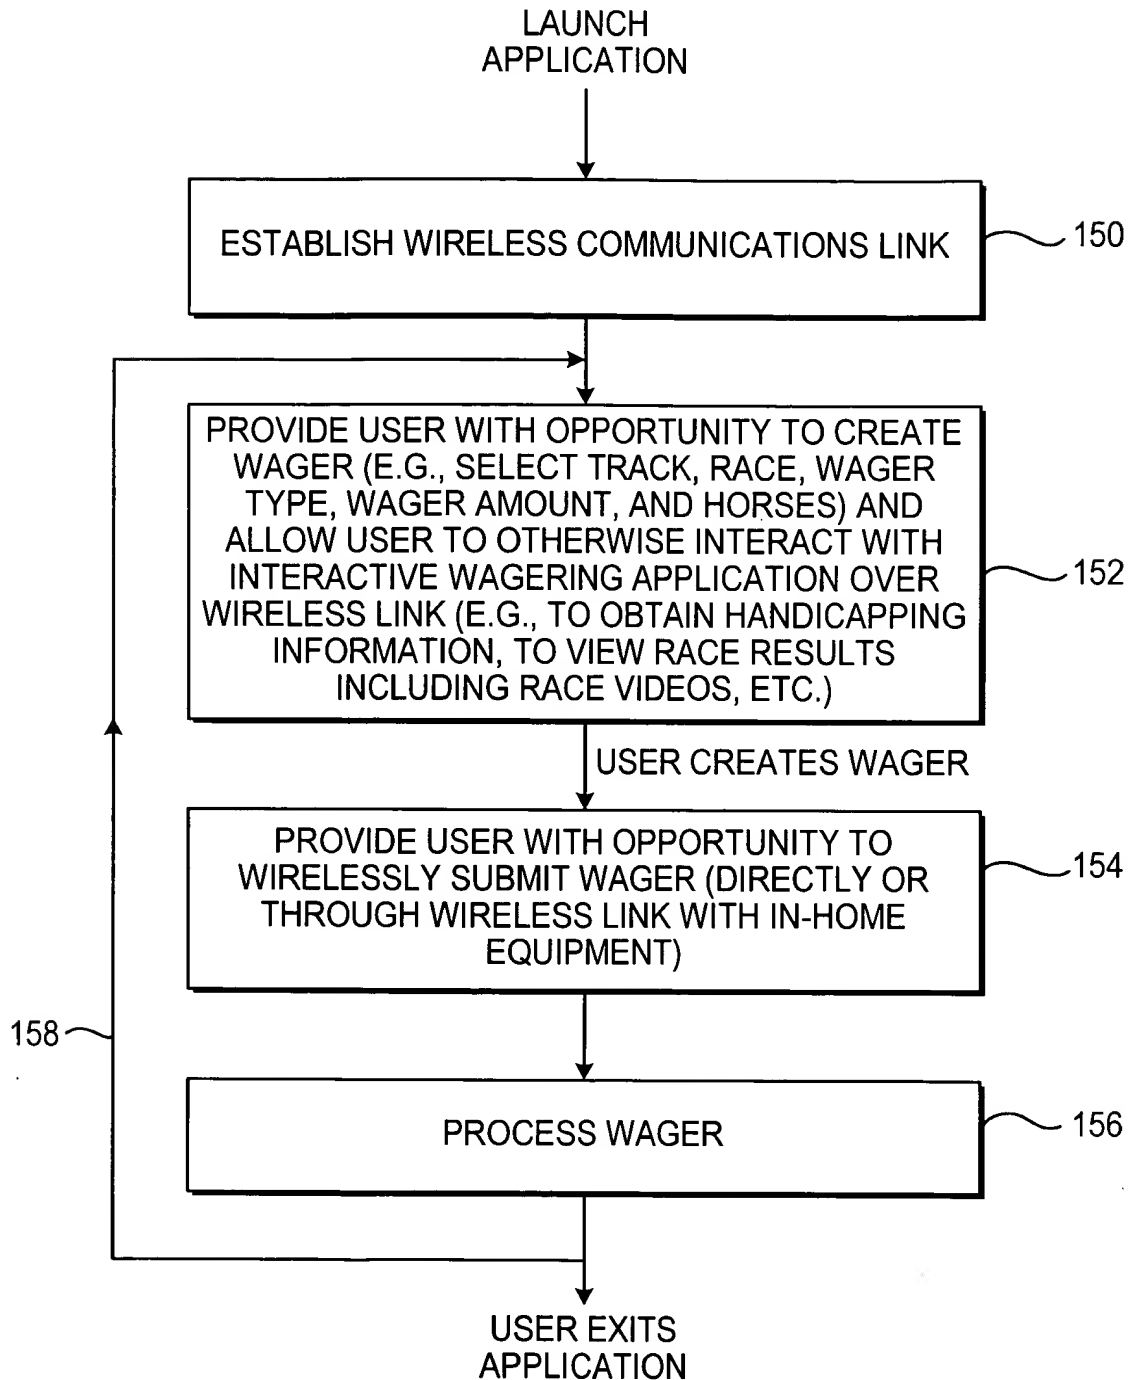 LAUNCH
APPLICATION
ESTABLISH WIRELESS COMMUNICATIONS LINK
150
PROVIDE USER WITH OPPORTUNITY TO CREATE
WAGER (E.G., SELECT TRACK, RACE, WAGER
TYPE, WAGER AMOUNT, AND HORSES) AND
ALLOW USER TO OTHERWISE INTERACT WITH
INTERACTIVE WAGERING APPLICATION OVER
WIRELESS LINK (E.G., TO OBTAIN HANDICAPPING
INFORMATION, TO VIEW RACE RESULTS
INCLUDING RACE VIDEOS, ETC.)
152
USER CREATES WAGER
PROVIDE USER WITH OPPORTUNITY TO
WIRELESSLY SUBMIT WAGER (DIRECTLY OR
THROUGH WIRELESS LINK WITH IN-HOME
EQUIPMENT)
154
158
PROCESS WAGER
156
USER EXITS
APPLICATION